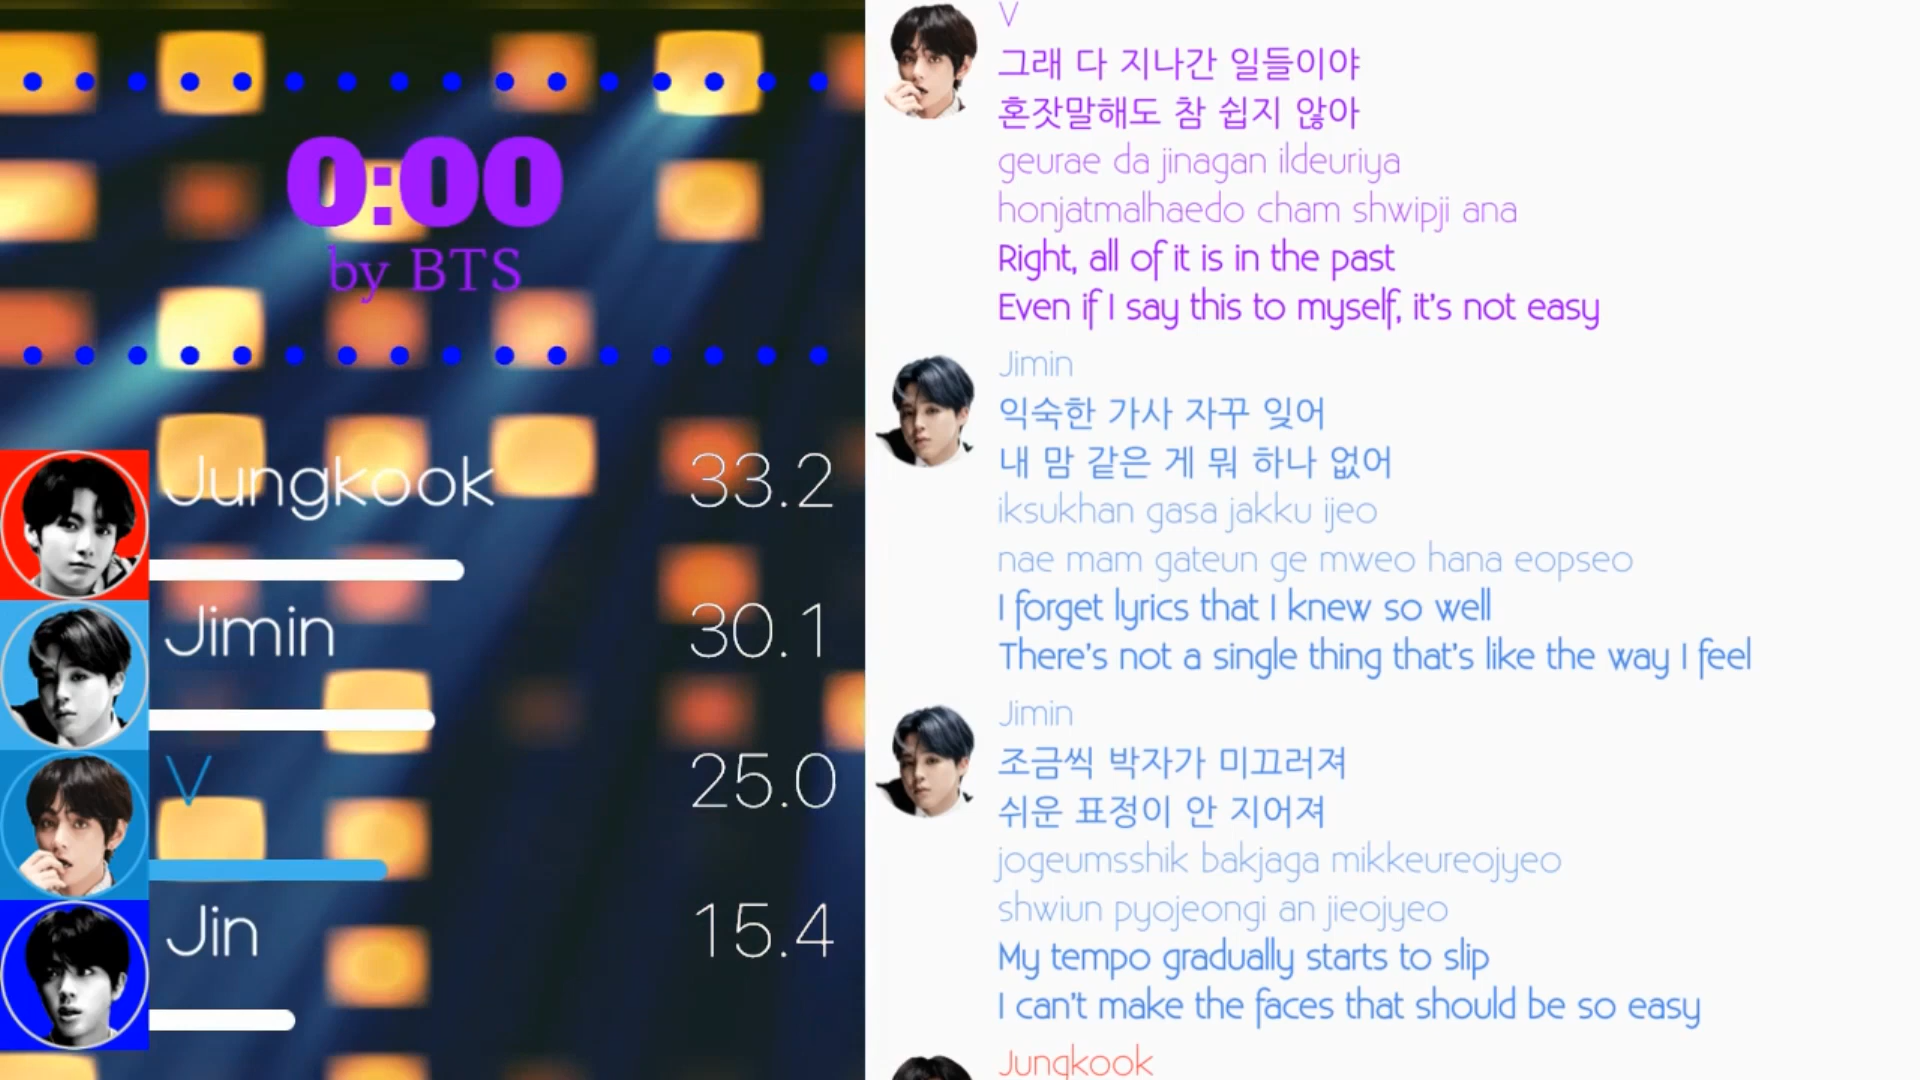 0:00
by BTS
Jungkook 33.2
Jimin 30.1
V 25.0
Jin 15.4
V
그래 다 지나간 일들이야
혼잣말해도 참 쉽지 않아
geurae da jinagan ildeuriya
honjatmalhaedo cham shwipji ana
Right, all of it is in the past
Even if I say this to myself, it's not easy
Jimin
익숙한 가사 자꾸 잊어
내 맘 같은 게 뭐 하나 없어
iksukhan gasa jakku ijeo
nae mam gateun ge mweo hana eopseo
I forget lyrics that I knew so well
There's not a single thing that's like the way I feel
Jimin
조금씩 박자가 미끄러져
쉬운 표정이 안 지어져
jogeumsshik bakjaga mikkeureojyeo
shwiun pyojeongi an jieojyeo
My tempo gradually starts to slip
I can't make the faces that should be so easy
Jungkook